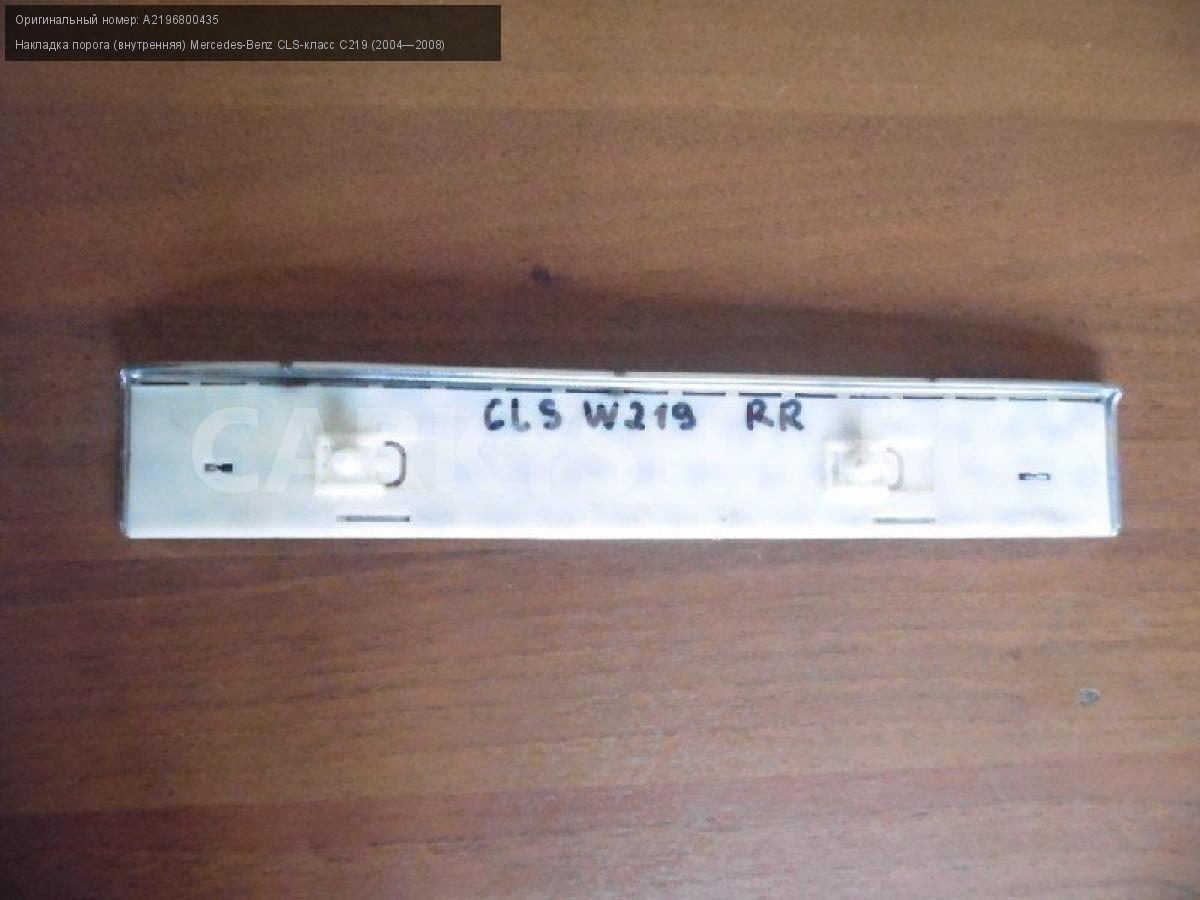 Оригинальный номер: A2196800435
Накладка порога (внутренняя) Mercedes-Benz CLS-класс C219 (2004—2008)
CLS W219 RR